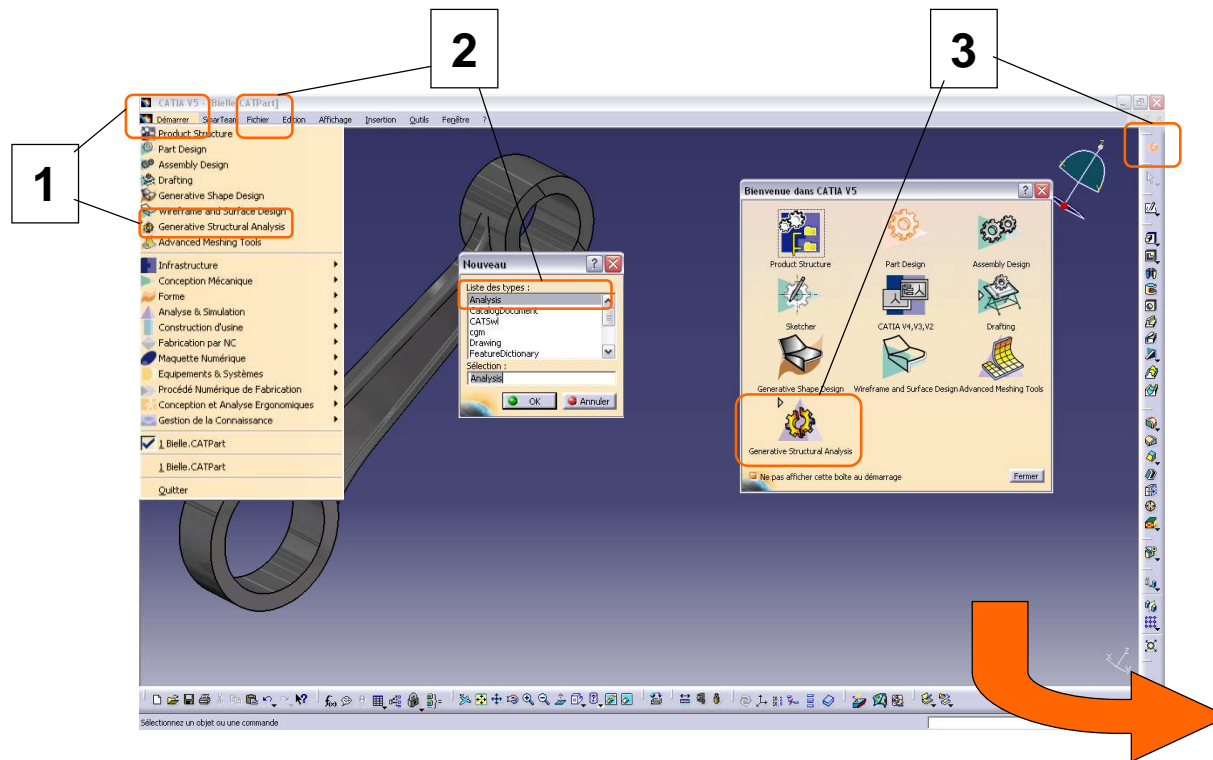 2
3
1
CATIA V5 - [Bielle.CATPart]
Démarrer SmarTeam Fichier Edition Affichage Insertion Outils Fenêtre ?
Product Structure
Part Design
Assembly Design
Drafting
Generative Shape Design
Wireframe and Surface Design
Generative Structural Analysis
Advanced Meshing Tools
Infrastructure
Conception Mécanique
Forme
Analyse & Simulation
Construction d'usine
Fabrication par NC
Maquette Numérique
Equipements & Systèmes
Procédé Numérique de Fabrication
Conception et Analyse Ergonomiques
Gestion de la Connaissance
1 Bielle.CATPart
1 Bielle.CATPart
Quitter
Nouveau
Liste des types :
Analysis
CatalogDocument
CATSwl
cgm
Drawing
FeatureDictionary
Sélection :
Analysis
OK Annuler
Bienvenue dans CATIA V5
Product Structure Part Design Assembly Design
Sketcher CATIA V4,V3,V2 Drafting
Generative Shape Design Wireframe and Surface Design Advanced Meshing Tools
Generative Structural Analysis
Ne pas afficher cette boîte au démarrage Fermer
z
x
y
Sélectionnez un objet ou une commande